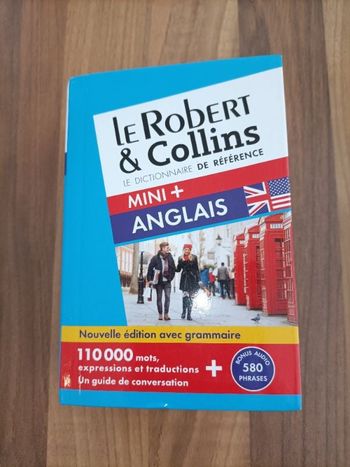 le Robert
& Collins
LE DICTIONNAIRE DE RÉFÉRENCE
MINI +
ANGLAIS
Nouvelle édition avec grammaire
110 000 mots,
expressions et traductions
Un guide de conversation
+
BONUS AUDIO
580
PHRASES